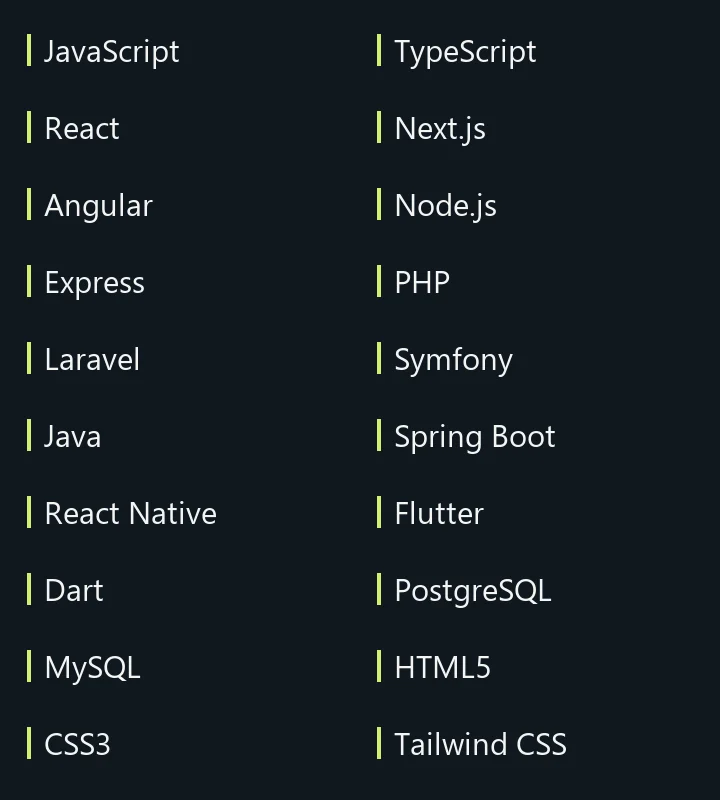 JavaScript
TypeScript
React
Next.js
Angular
Node.js
Express
PHP
Laravel
Symfony
Java
Spring Boot
React Native
Flutter
Dart
PostgreSQL
MySQL
HTML5
CSS3
Tailwind CSS